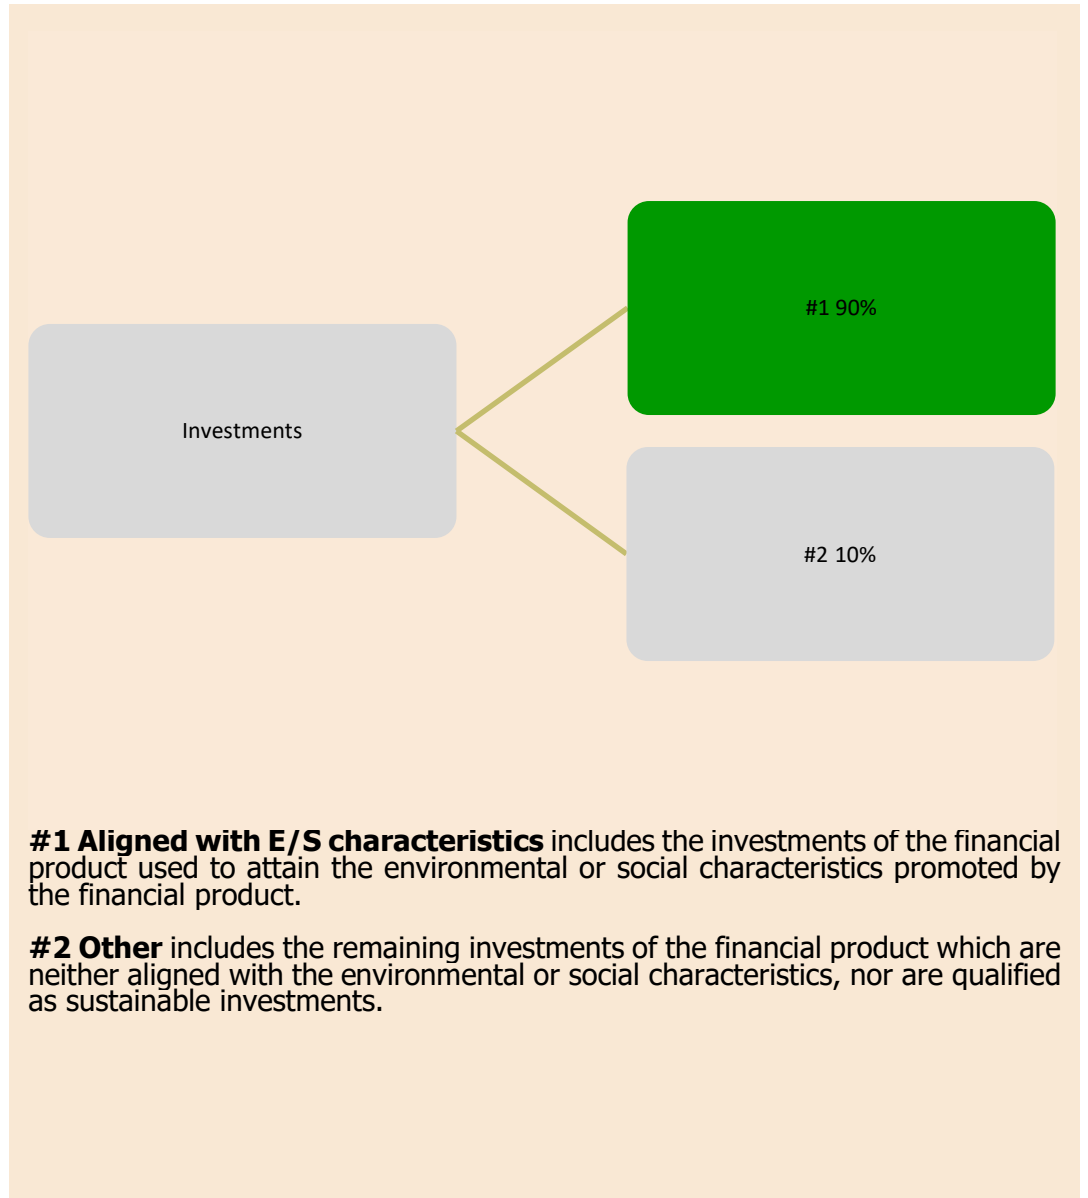 #1 90%
Investments
#2 10%
#1 Aligned with E/S characteristics includes the investments of the financial
product used to attain the environmental or social characteristics promoted by
the financial product.
#2 Other includes the remaining investments of the financial product which are
neither aligned with the environmental or social characteristics, nor are qualified
as sustainable investments.